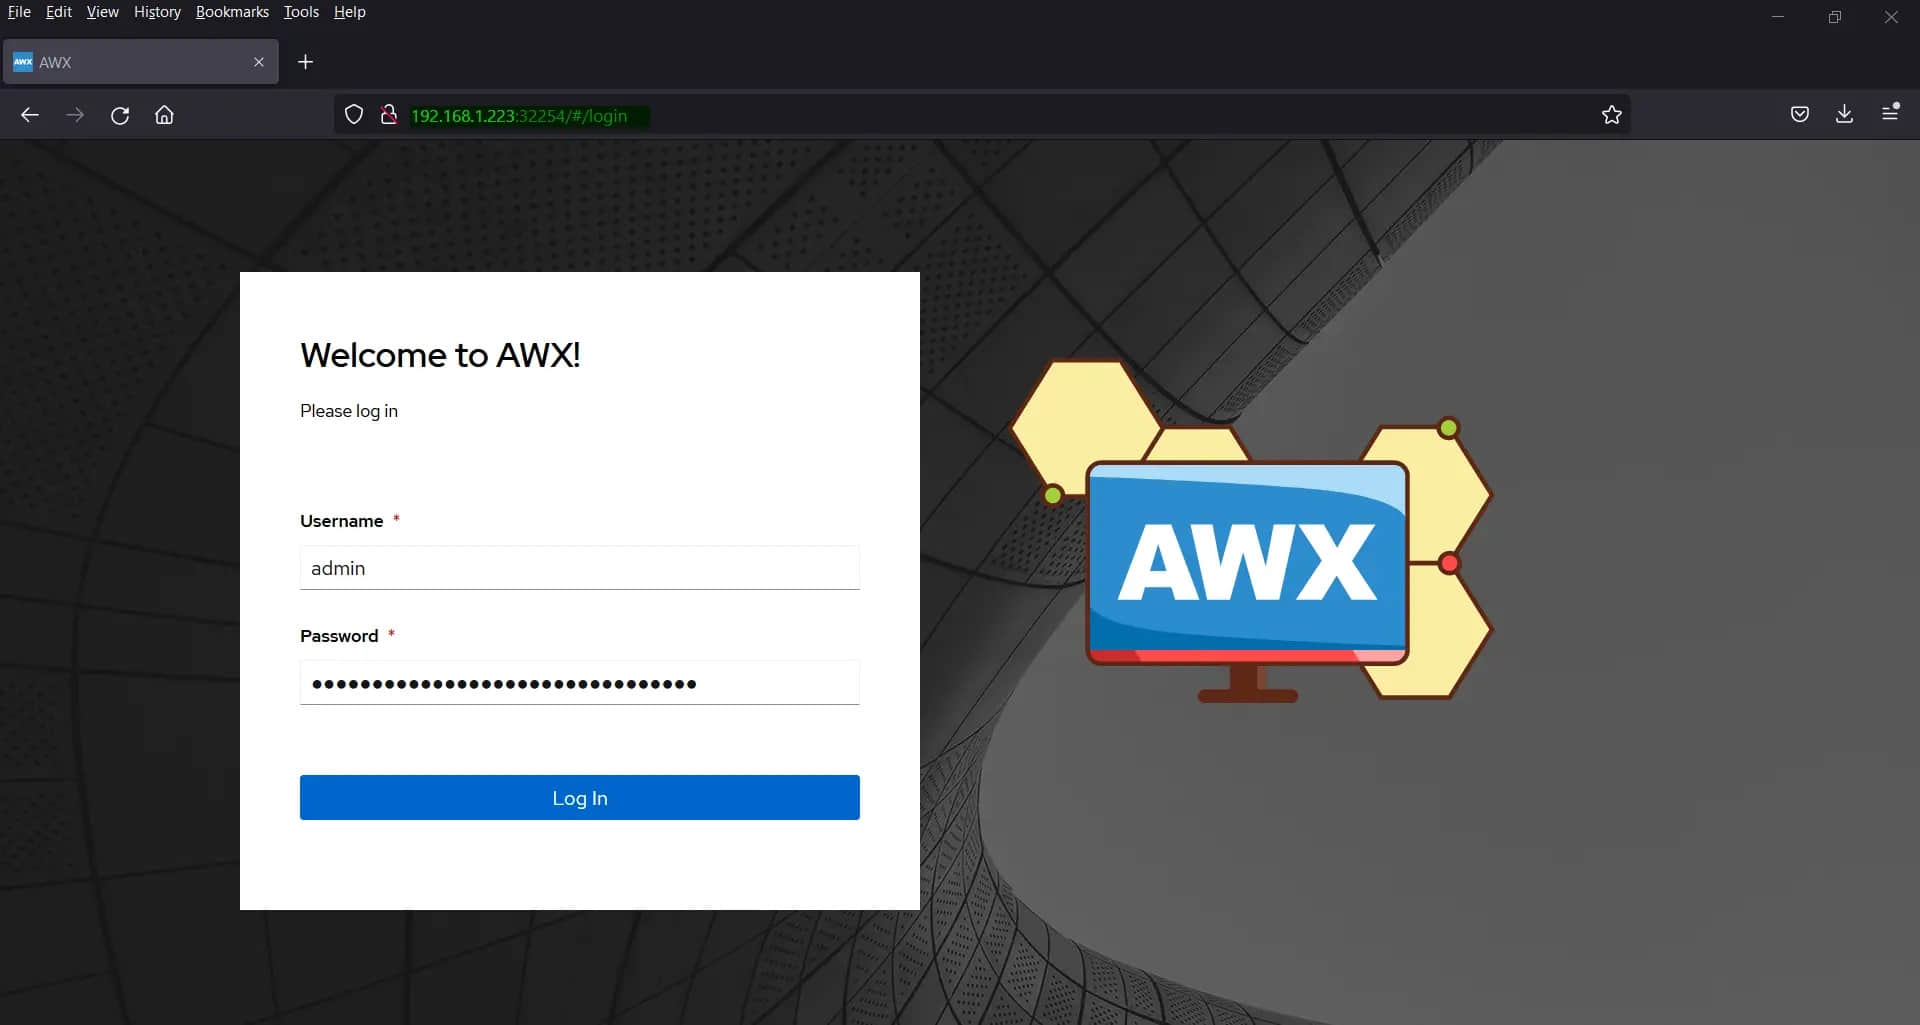 File Edit View History Bookmarks Tools Help
AWX AWX
192.168.1.223:32254/#/login
Welcome to AWX!
Please log in
Username *
admin
Password *
••••••••••••••••••••••••••••••••
Log In
AWX